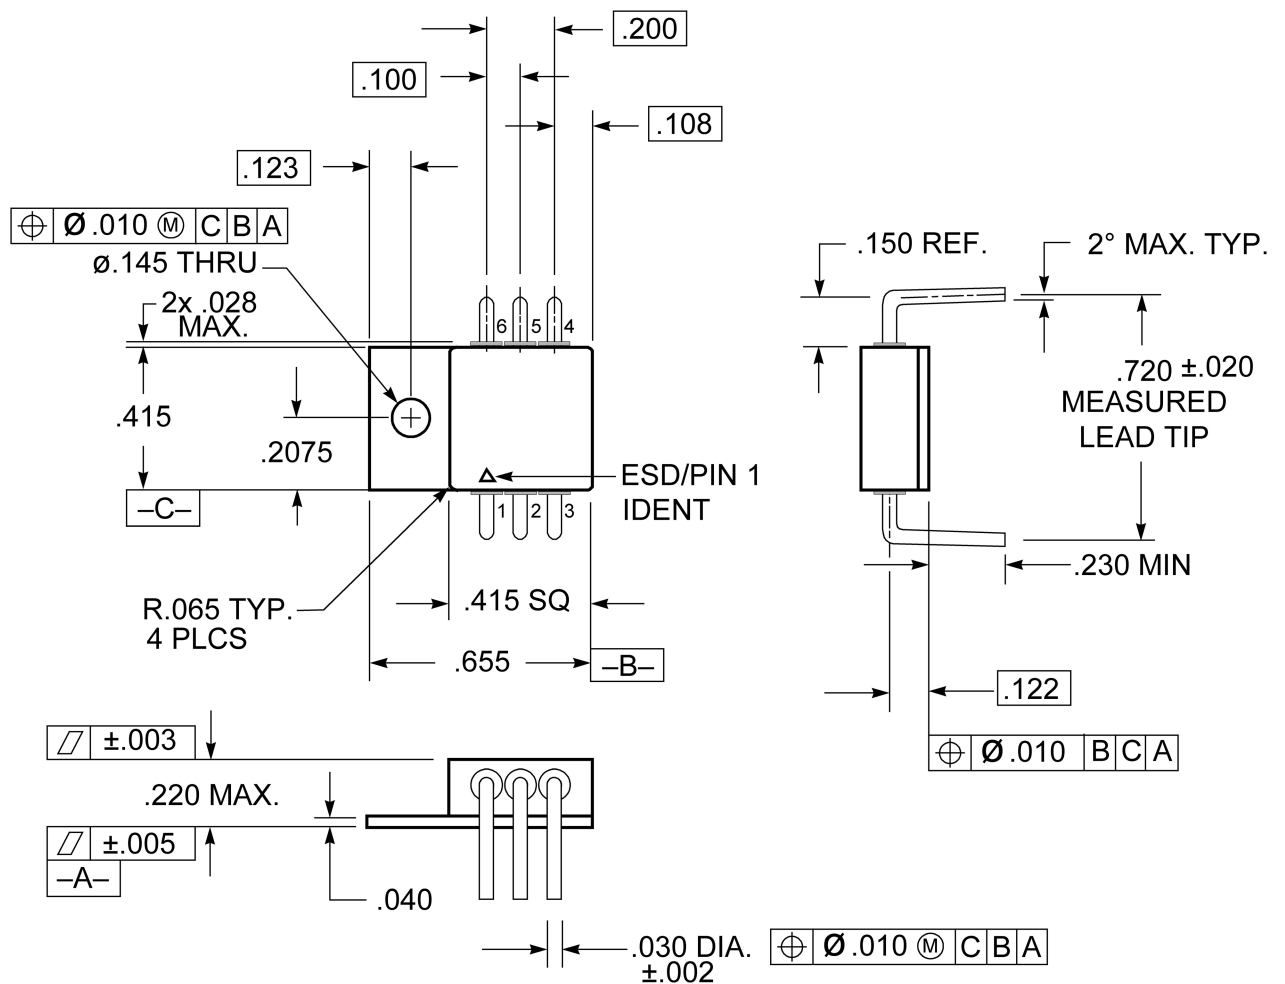 .200
.100
.108
.123
⌖ Ø .010 Ⓜ C B A
ø.145 THRU
2x .028
MAX.
6 5 4
.415
.2075
–C–
ESD/PIN 1
IDENT
1 2 3
R.065 TYP.
4 PLCS
.415 SQ
.655
–B–
.150 REF.
2° MAX. TYP.
.720 ±.020
MEASURED
LEAD TIP
.230 MIN
.122
⌖ Ø .010 B C A
▱ ±.003
.220 MAX.
▱ ±.005
–A–
.040
.030 DIA.
±.002
⌖ Ø .010 Ⓜ C B A